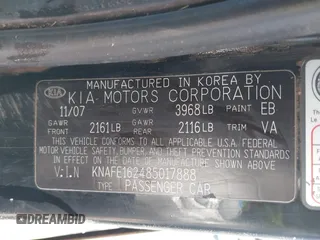 MANUFACTURED IN KOREA BY
KIA KIA MOTORS CORPORATION
11/07 GVWR 3968LB PAINT EB
GAWR FRONT 2161LB GAWR REAR 2116LB TRIM VA
THIS VEHICLE CONFORMS TO ALL APPLICABLE U.S.A FEDERAL
MOTOR VEHICLE SAFETY, BUMPER, AND THEFT PREVENTION
STANDARDS IN EFFECT ON THE DATE OF MANUFACTURE SHOWN
ABOVE.
V.I.N KNAFE162485017888
TYPE PASSENGER CAR
DREAMBID